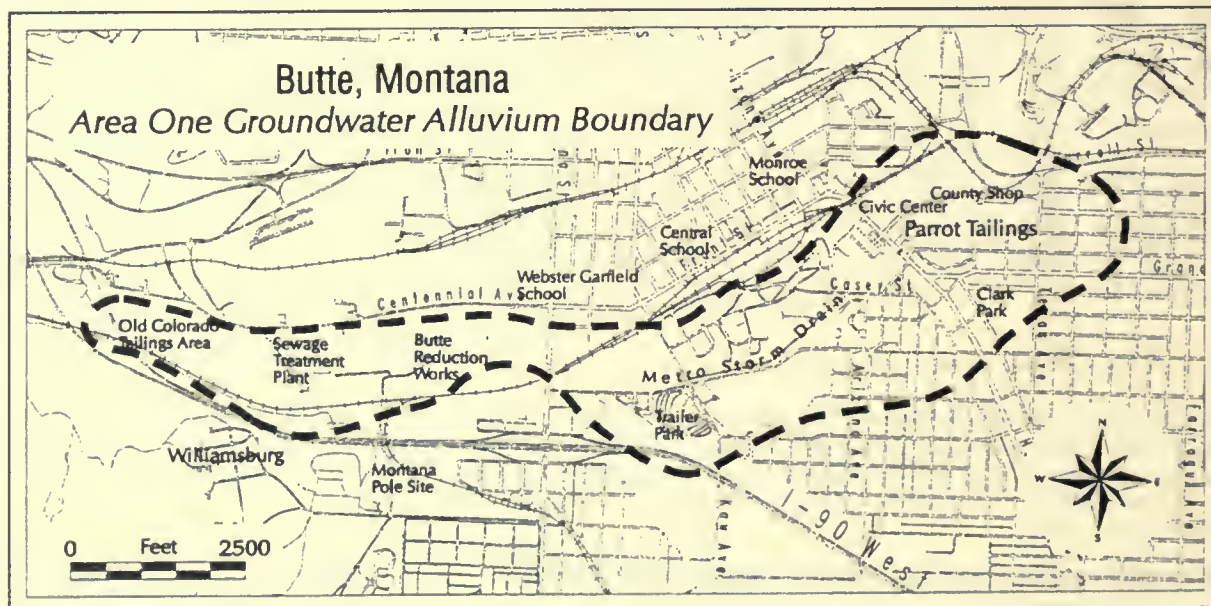 Butte, Montana
Area One Groundwater Alluvium Boundary
Monroe
School
County Shop
Civic Center
Parrot Tailings
Central
School
Grand
Webster Garfield
School
Centennial Av
Casey St
Clark
Park
Old Colorado
Tailings Area
Sewage
Treatment
Plant
Butte
Reduction
Works
Metro Storm Drain
Trailer
Park
Williamsburg
Montana
Pole Site
I-90 West
0 Feet 2500
N
W
E
S